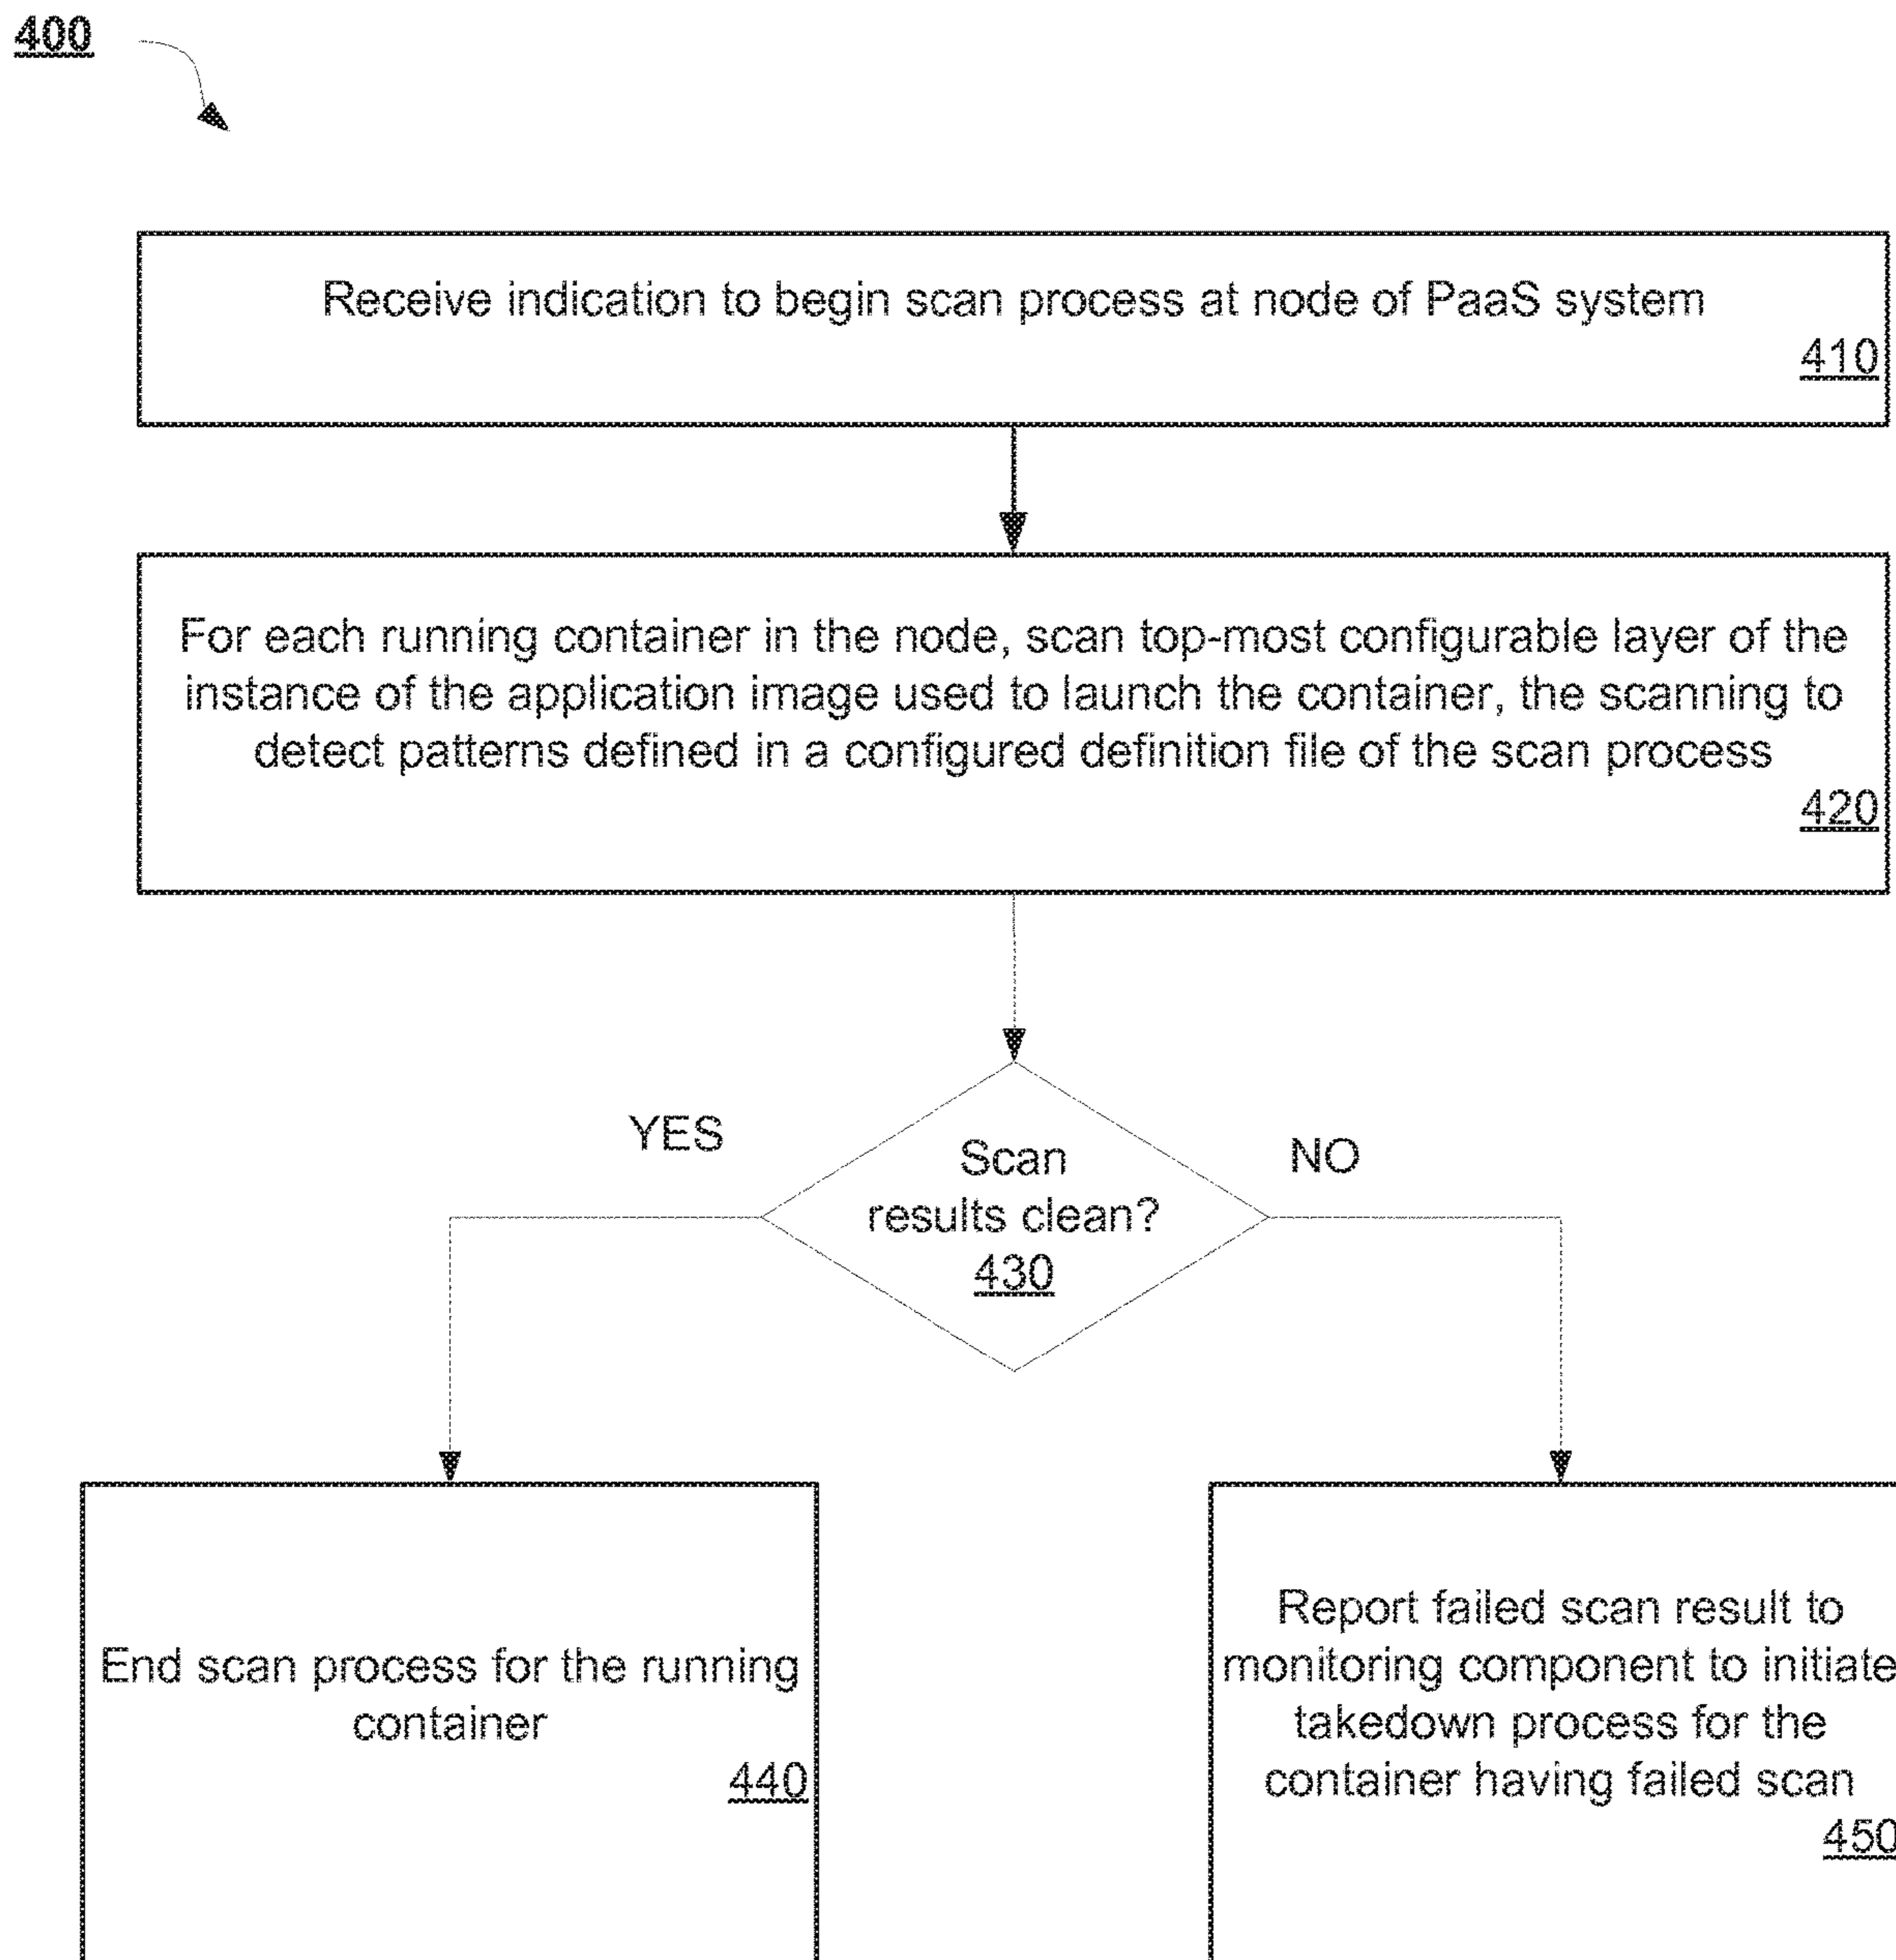 400
Receive indication to begin scan process at node of PaaS system
410
For each running container in the node, scan top-most configurable layer of the
instance of the application image used to launch the container, the scanning to
detect patterns defined in a configured definition file of the scan process
420
YES
NO
Scan
results clean?
430
End scan process for the running
container
440
Report failed scan result to
monitoring component to initiate
takedown process for the
container having failed scan
450